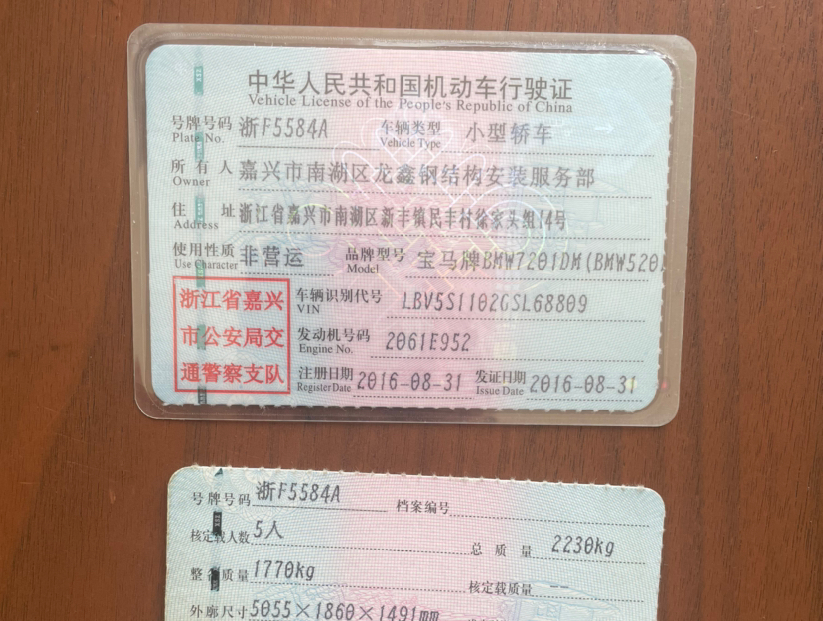 中华人民共和国机动车行驶证
Vehicle License of the People's Republic of China
号牌号码 浙F5584A 车辆类型 小型轿车
Plate No. Vehicle Type
所有人 嘉兴市南湖区龙鑫钢结构安装服务部
Owner
住址 浙江省嘉兴市南湖区新丰镇民丰村徐家头组14号
Address
使用性质 非营运 品牌型号 宝马牌BMW7201DM(BMW520
Use Character Model
浙江省嘉兴
市公安局交
通警察支队
车辆识别代号 LBV5S1102GSL68809
VIN
发动机号码 2061E952
Engine No.
注册日期 2016-08-31 发证日期 2016-08-31
Register Date Issue Date
号牌号码 浙F5584A 档案编号
核定载人数 5人 总质量 2230kg
整备质量 1770kg 核定载质量 --
外廓尺寸 5055×1860×1491mm